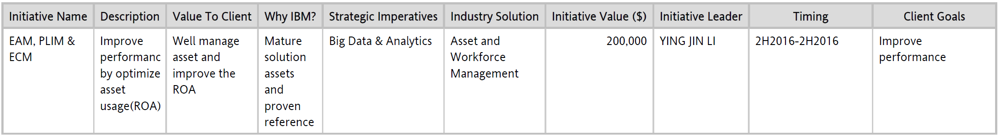 Initiative Name Description Value To Client Why IBM? Strategic Imperatives Industry Solution Initiative Value ($) Initiative Leader Timing Client Goals
EAM, PLIM &
ECM
Improve
performanc
by optimize
asset
usage(ROA)
Well manage
asset and
improve the
ROA
Mature
solution
assets
and
proven
reference
Big Data & Analytics
Asset and
Workforce
Management
200,000
YING JIN LI
2H2016-2H2016
Improve
performance